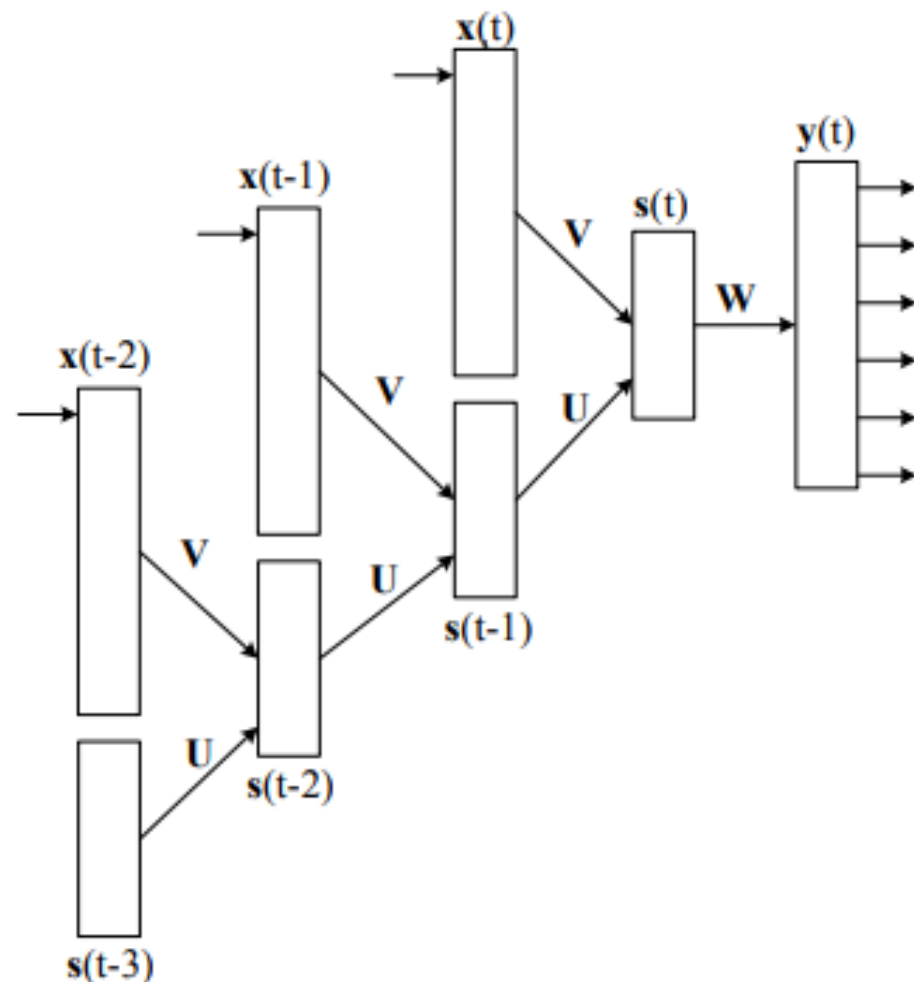 x(t)
y(t)
x(t-1)
s(t)
V
W
x(t-2)
V
U
V
U
s(t-1)
U
s(t-2)
s(t-3)